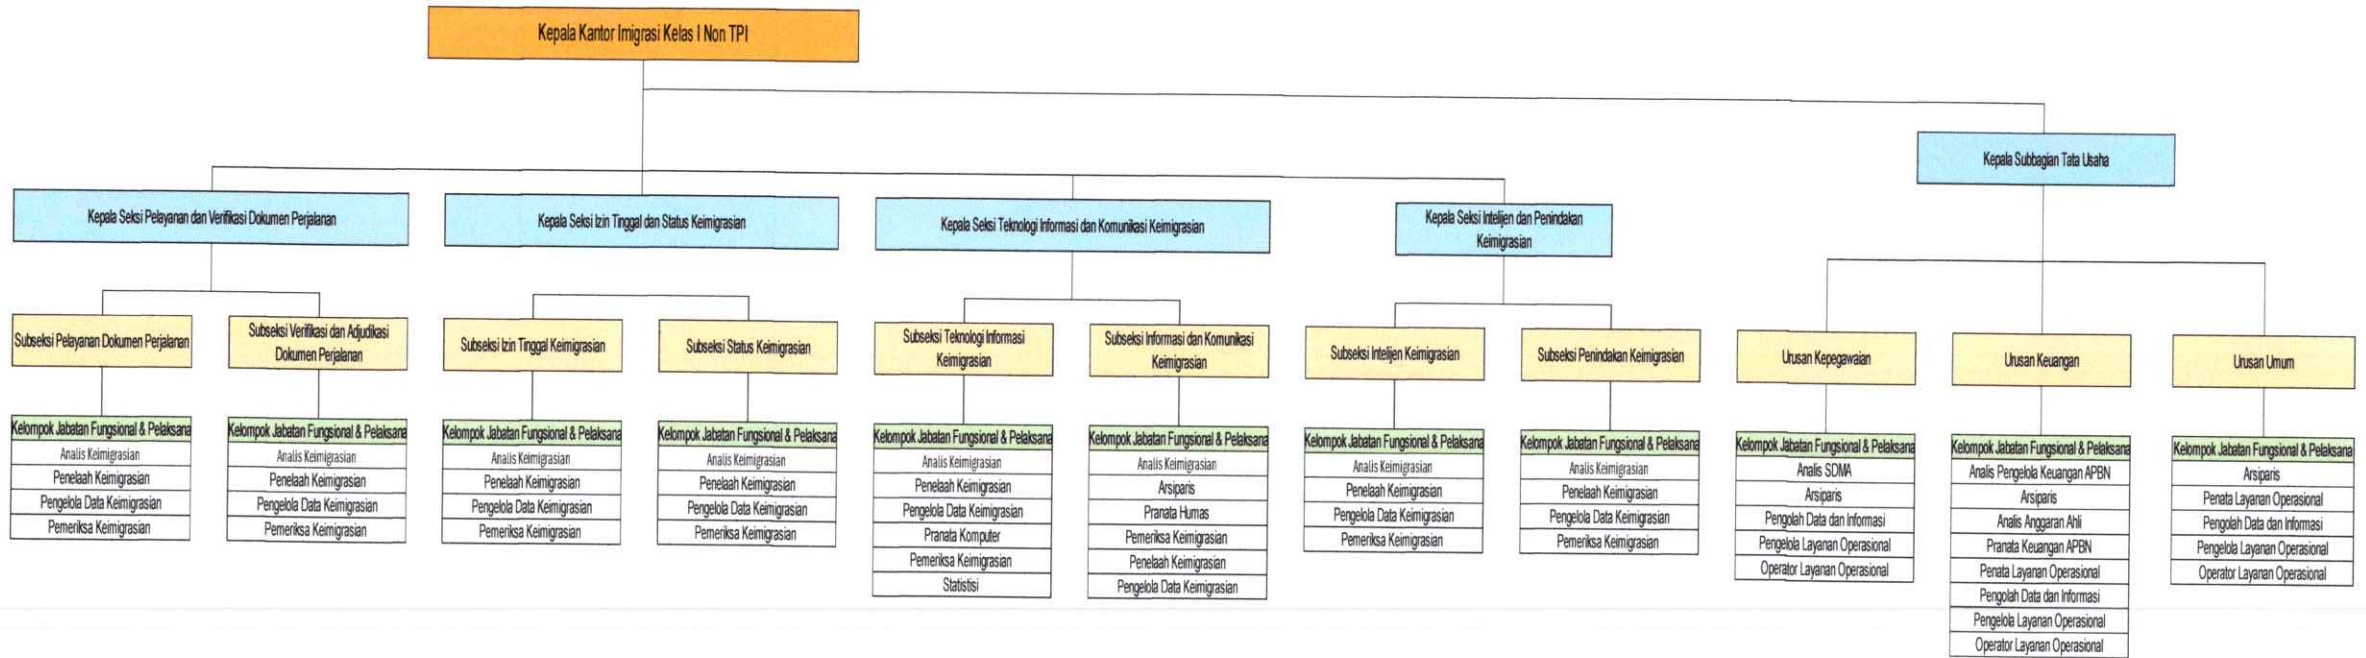 Kepala Kantor Imigrasi Kelas I Non TPI
Kepala Subbagian Tata Usaha
Kepala Seksi Pelayanan dan Verifikasi Dokumen Perjalanan
Kepala Seksi Izin Tinggal dan Status Keimigrasian
Kepala Seksi Teknologi Informasi dan Komunikasi Keimigrasian
Kepala Seksi Intelijen dan Penindakan
Keimigrasian
Subseksi Pelayanan Dokumen Perjalanan
Subseksi Verifikasi dan Adjudikasi
Dokumen Perjalanan
Subseksi Izin Tinggal Keimigrasian
Subseksi Status Keimigrasian
Subseksi Teknologi Informasi
Keimigrasian
Subseksi Informasi dan Komunikasi
Keimigrasian
Subseksi Intelijen Keimigrasian
Subseksi Penindakan Keimigrasian
Urusan Kepegawaian
Urusan Keuangan
Urusan Umum
Kelompok Jabatan Fungsional & Pelaksana
Analis Keimigrasian
Penelaah Keimigrasian
Pengelola Data Keimigrasian
Pemeriksa Keimigrasian
Kelompok Jabatan Fungsional & Pelaksana
Analis Keimigrasian
Penelaah Keimigrasian
Pengelola Data Keimigrasian
Pemeriksa Keimigrasian
Kelompok Jabatan Fungsional & Pelaksana
Analis Keimigrasian
Penelaah Keimigrasian
Pengelola Data Keimigrasian
Pemeriksa Keimigrasian
Kelompok Jabatan Fungsional & Pelaksana
Analis Keimigrasian
Penelaah Keimigrasian
Pengelola Data Keimigrasian
Pemeriksa Keimigrasian
Kelompok Jabatan Fungsional & Pelaksana
Analis Keimigrasian
Penelaah Keimigrasian
Pengelola Data Keimigrasian
Pranata Komputer
Pemeriksa Keimigrasian
Statistisi
Kelompok Jabatan Fungsional & Pelaksana
Analis Keimigrasian
Arsiparis
Pranata Humas
Pemeriksa Keimigrasian
Penelaah Keimigrasian
Pengelola Data Keimigrasian
Kelompok Jabatan Fungsional & Pelaksana
Analis Keimigrasian
Penelaah Keimigrasian
Pengelola Data Keimigrasian
Pemeriksa Keimigrasian
Kelompok Jabatan Fungsional & Pelaksana
Analis Keimigrasian
Penelaah Keimigrasian
Pengelola Data Keimigrasian
Pemeriksa Keimigrasian
Kelompok Jabatan Fungsional & Pelaksana
Analis SDMA
Arsiparis
Pengolah Data dan Informasi
Pengelola Layanan Operasional
Operator Layanan Operasional
Kelompok Jabatan Fungsional & Pelaksana
Analis Pengelola Keuangan APBN
Arsiparis
Analis Anggaran Ahli
Pranata Keuangan APBN
Penata Layanan Operasional
Pengolah Data dan Informasi
Pengelola Layanan Operasional
Operator Layanan Operasional
Kelompok Jabatan Fungsional & Pelaksana
Arsiparis
Penata Layanan Operasional
Pengolah Data dan Informasi
Pengelola Layanan Operasional
Operator Layanan Operasional